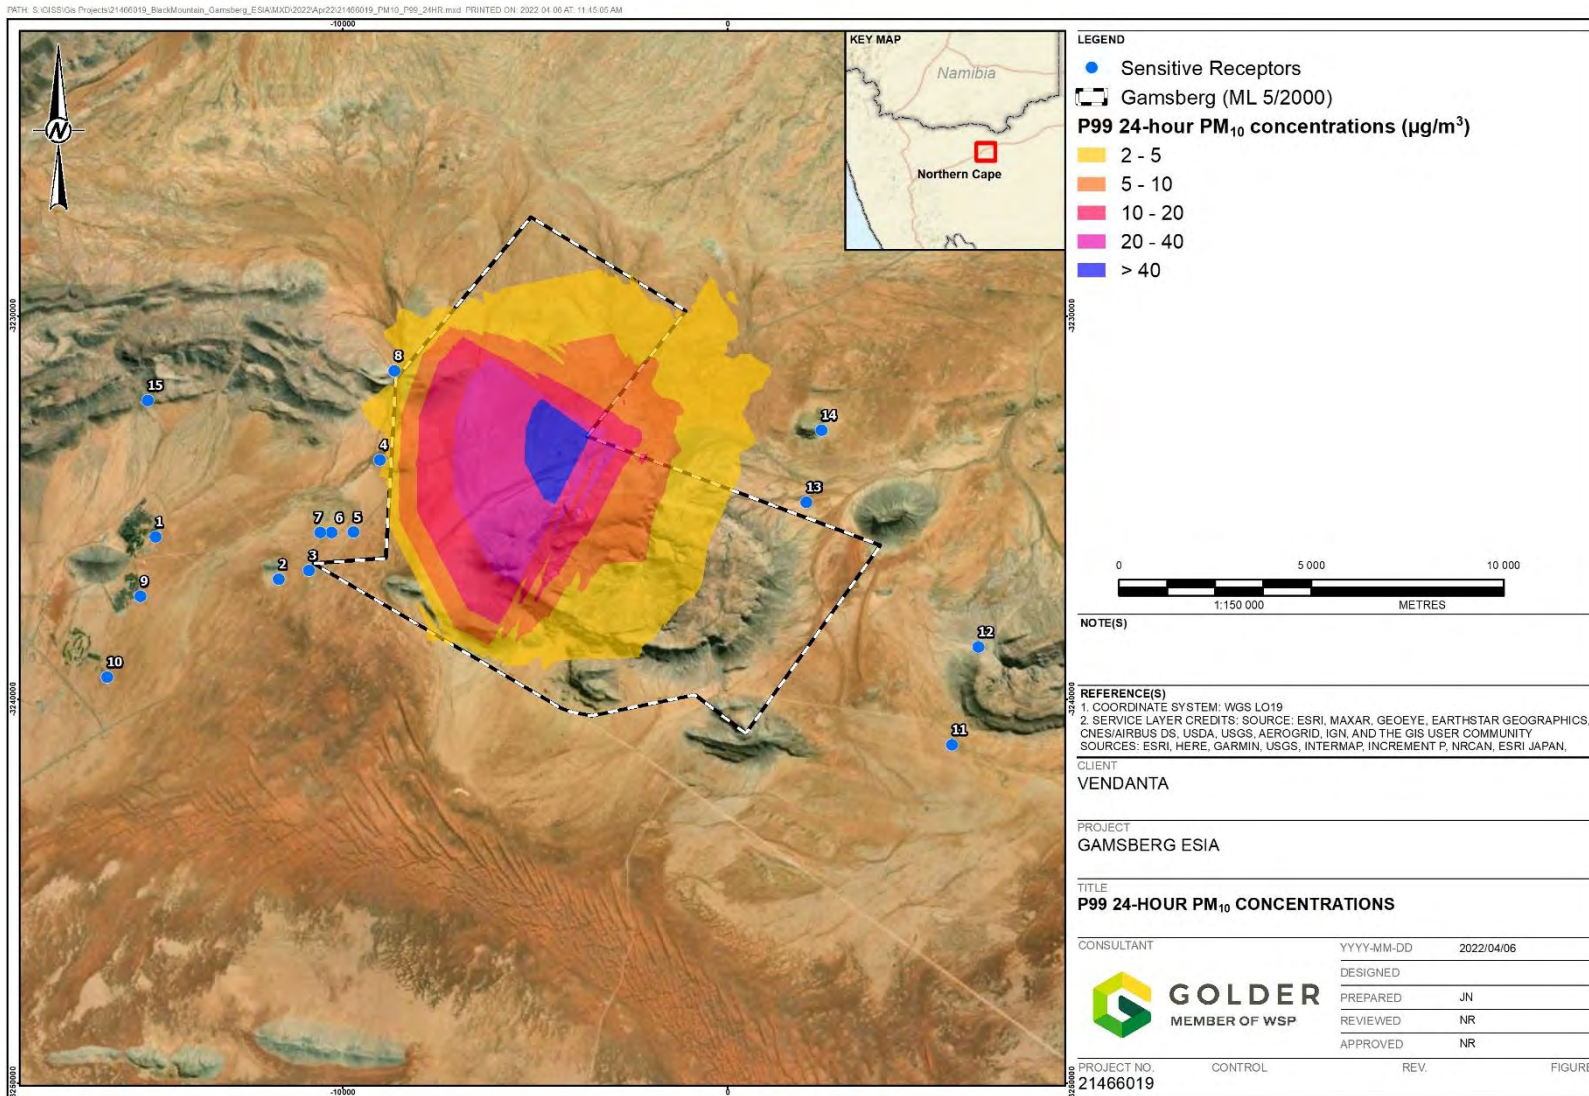 PATH: S:\GISS\Gis Projects\21466019_BlackMountain_Gamsberg_ESIA\MXD\2022\Apr22\21466019_PM10_P99_24HR.mxd PRINTED ON: 2022 04 06 AT: 11:45:05 AM
-10000
0
KEY MAP
Namibia
Northern Cape
N
-3230000
-3230000
8
15
4
14
13
1
7
6
5
3
2
9
12
10
-3240000
-3240000
11
-10000
0
LEGEND
Sensitive Receptors
Gamsberg (ML 5/2000)
P99 24-hour PM₁₀ concentrations (µg/m³)
2 - 5
5 - 10
10 - 20
20 - 40
> 40
0 5 000 10 000
1:150 000 METRES
NOTE(S)
REFERENCE(S)
1. COORDINATE SYSTEM: WGS LO19
2. SERVICE LAYER CREDITS: SOURCE: ESRI, MAXAR, GEOEYE, EARTHSTAR GEOGRAPHICS,
CNES/AIRBUS DS, USDA, USGS, AEROGRID, IGN, AND THE GIS USER COMMUNITY
SOURCES: ESRI, HERE, GARMIN, USGS, INTERMAP, INCREMENT P, NRCAN, ESRI JAPAN,
CLIENT
VENDANTA
PROJECT
GAMSBERG ESIA
TITLE
P99 24-HOUR PM₁₀ CONCENTRATIONS
CONSULTANT
GOLDER
MEMBER OF WSP
YYYY-MM-DD 2022/04/06
DESIGNED
PREPARED JN
REVIEWED NR
APPROVED NR
PROJECT NO. CONTROL REV. FIGURE
21466019